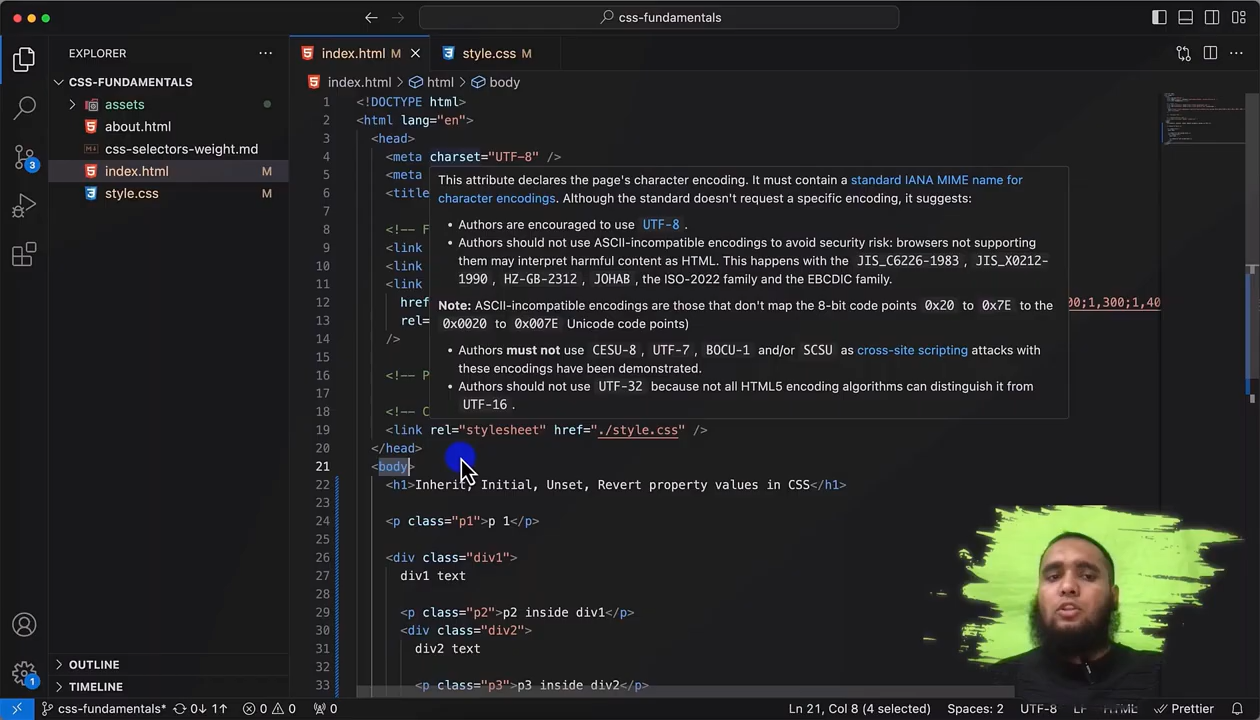 css-fundamentals
EXPLORER
index.html M
style.css M
CSS-FUNDAMENTALS
index.html > html > body
assets
about.html
css-selectors-weight.md
index.html M
style.css
1 <!DOCTYPE html>
2 <html lang="en">
3 <head>
4 <meta charset="UTF-8" />
5 <meta
6 <title
7
8 <!-- F
9 <link
10 <link
11 <link
12 href= 00;1,300;1,40
13 rel=
14 />
15
16 <!-- P
17
18 <!-- C
This attribute declares the page's character encoding. It must contain a standard IANA MIME name for
character encodings. Although the standard doesn't request a specific encoding, it suggests:
• Authors are encouraged to use UTF-8 .
• Authors should not use ASCII-incompatible encodings to avoid security risk: browsers not supporting
them may interpret harmful content as HTML. This happens with the JIS_C6226-1983 , JIS_X0212-
1990 , HZ-GB-2312 , JOHAB , the ISO-2022 family and the EBCDIC family.
Note: ASCII-incompatible encodings are those that don't map the 8-bit code points 0x20 to 0x7E to the
0x0020 to 0x007E Unicode code points)
• Authors must not use CESU-8 , UTF-7 , BOCU-1 and/or SCSU as cross-site scripting attacks with
these encodings have been demonstrated.
• Authors should not use UTF-32 because not all HTML5 encoding algorithms can distinguish it from
UTF-16 .
19 <link rel="stylesheet" href="./style.css" />
20 </head>
21 <body>
22 <h1>Inherit, Initial, Unset, Revert property values in CSS</h1>
23
24 <p class="p1">p 1</p>
25
26 <div class="div1">
27 div1 text
28
29 <p class="p2">p2 inside div1</p>
30 <div class="div2">
31 div2 text
32
33 <p class="p3">p3 inside div2</p>
3
1
OUTLINE
TIMELINE
css-fundamentals* 0↓ 1↑ 0 0 0 Ln 21, Col 8 (4 selected) Spaces: 2 UTF-8 LF HTML Prettier